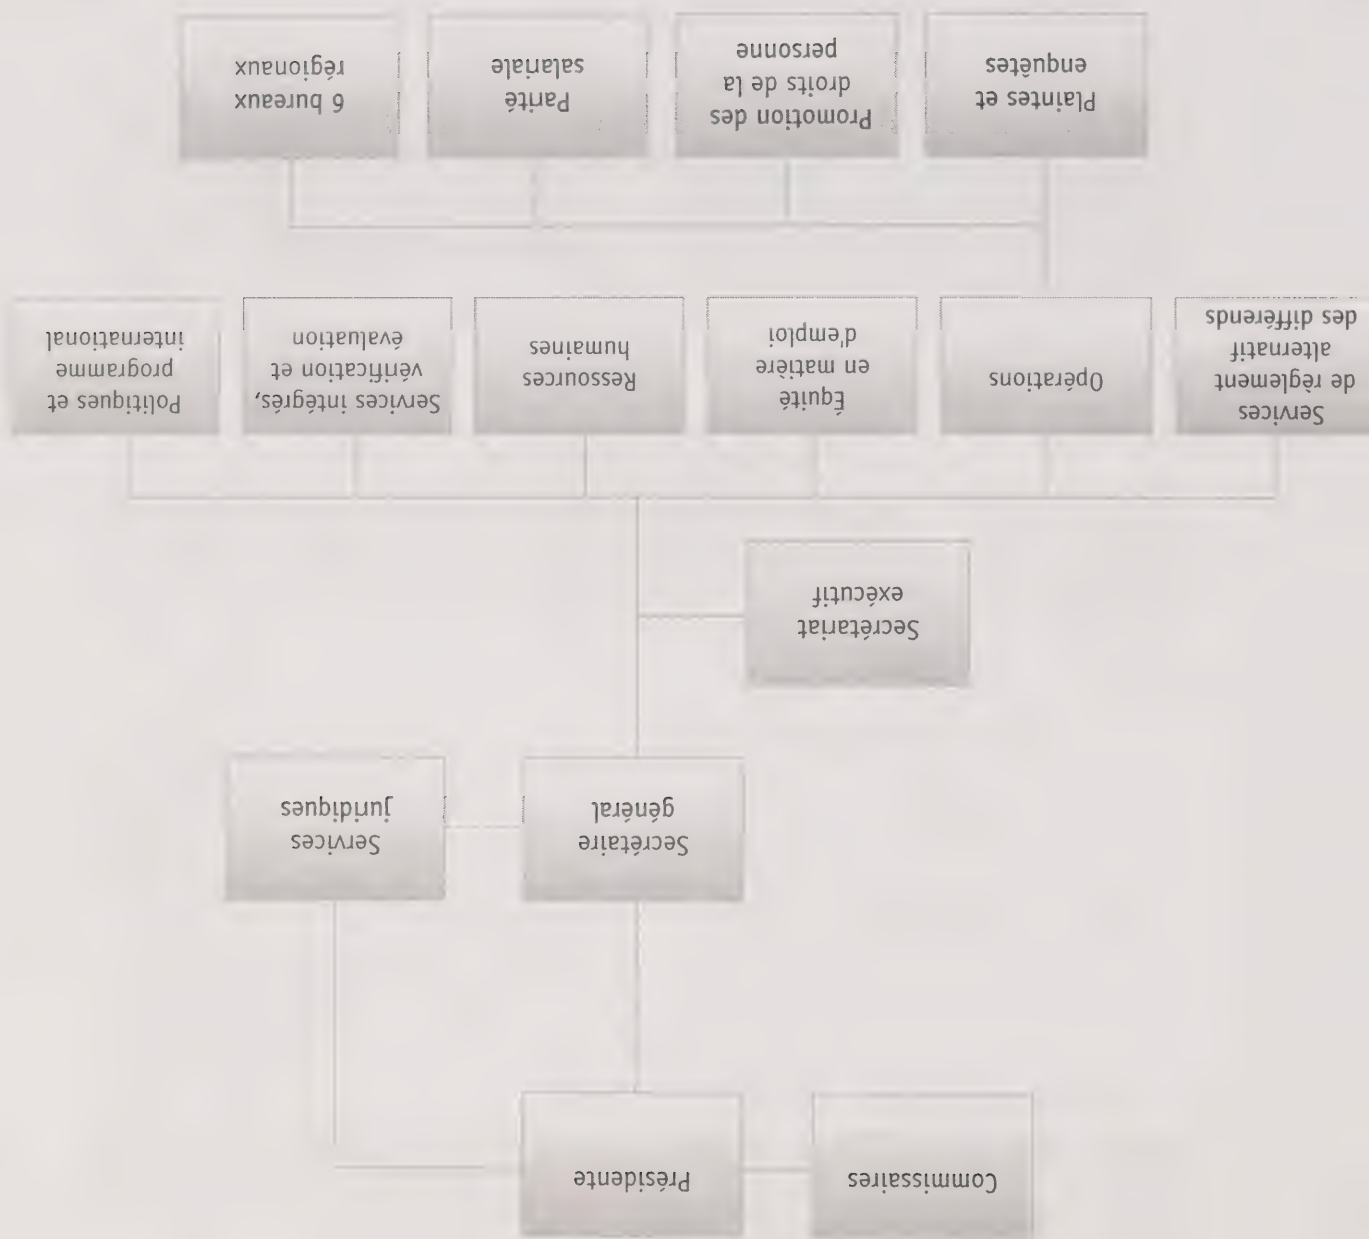 Commissaires
Présidente
Secrétaire
général
Services
juridiques
Secrétariat
exécutif
Services
de règlement
alternatif
des différends
Opérations
Équité
en matière
d'emploi
Ressources
humaines
Services intégrés,
vérification et
évaluation
Politiques et
programme
international
Plaintes et
enquêtes
Promotion des
droits de la
personne
Parité
salariale
6 bureaux
régionaux